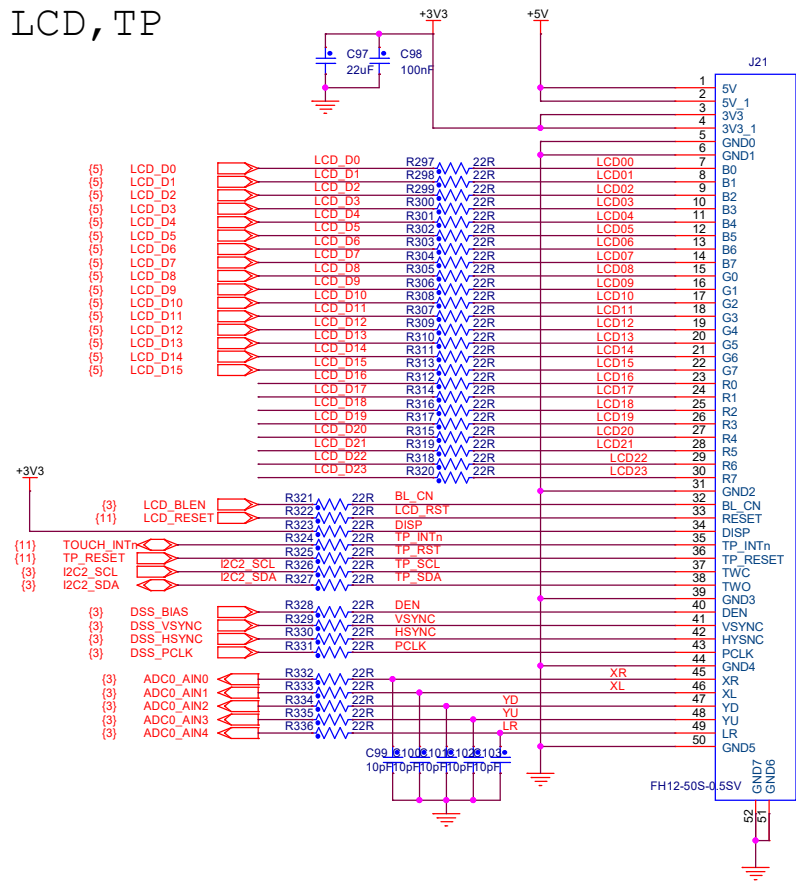 LCD,TP
+3V3
+5V
C97
22uF
C98
100nF
J21
1 5V
2 5V_1
3 3V3
4 3V3_1
5 GND0
6 GND1
{5} LCD_D0 LCD_D0 R297 22R LCD00 7 B0
{5} LCD_D1 LCD_D1 R298 22R LCD01 8 B1
{5} LCD_D2 LCD_D2 R299 22R LCD02 9 B2
{5} LCD_D3 LCD_D3 R300 22R LCD03 10 B3
{5} LCD_D4 LCD_D4 R301 22R LCD04 11 B4
{5} LCD_D5 LCD_D5 R302 22R LCD05 12 B5
{5} LCD_D6 LCD_D6 R303 22R LCD06 13 B6
{5} LCD_D7 LCD_D7 R304 22R LCD07 14 B7
{5} LCD_D8 LCD_D8 R305 22R LCD08 15 G0
{5} LCD_D9 LCD_D9 R306 22R LCD09 16 G1
{5} LCD_D10 LCD_D10 R308 22R LCD10 17 G2
{5} LCD_D11 LCD_D11 R307 22R LCD11 18 G3
{5} LCD_D12 LCD_D12 R309 22R LCD12 19 G4
{5} LCD_D13 LCD_D13 R310 22R LCD13 20 G5
{5} LCD_D14 LCD_D14 R311 22R LCD14 21 G6
{5} LCD_D15 LCD_D15 R313 22R LCD15 22 G7
LCD_D16 R312 22R LCD16 23 R0
LCD_D17 R314 22R LCD17 24 R1
LCD_D18 R316 22R LCD18 25 R2
LCD_D19 R317 22R LCD19 26 R3
LCD_D20 R315 22R LCD20 27 R4
LCD_D21 R319 22R LCD21 28 R5
LCD_D22 R318 22R LCD22 29 R6
LCD_D23 R320 22R LCD23 30 R7
+3V3
31 GND2
{3} LCD_BLEN R321 22R BL_CN 32 BL_CN
{11} LCD_RESET R322 22R LCD_RST 33 RESET
R323 22R DISP 34 DISP
{11} TOUCH_INTn R324 22R TP_INTn 35 TP_INTn
{11} TP_RESET R325 22R TP_RST 36 TP_RESET
{3} I2C2_SCL I2C2_SCL R326 22R TP_SCL 37 TWC
{3} I2C2_SDA I2C2_SDA R327 22R TP_SDA 38 TWO
39 GND3
{3} DSS_BIAS R328 22R DEN 40 DEN
{3} DSS_VSYNC R329 22R VSYNC 41 VSYNC
{3} DSS_HSYNC R330 22R HSYNC 42 HYSNC
{3} DSS_PCLK R331 22R PCLK 43 PCLK
44 GND4
{3} ADC0_AIN0 R332 22R XR 45 XR
{3} ADC0_AIN1 R333 22R XL 46 XL
{3} ADC0_AIN2 R334 22R YD 47 YD
{3} ADC0_AIN3 R335 22R YU 48 YU
{3} ADC0_AIN4 R336 22R LR 49 LR
50 GND5
C99 C100 C101 C102 C103
10pF 10pF 10pF 10pF 10pF
FH12-50S-0.5SV
GND7 GND6
52 51